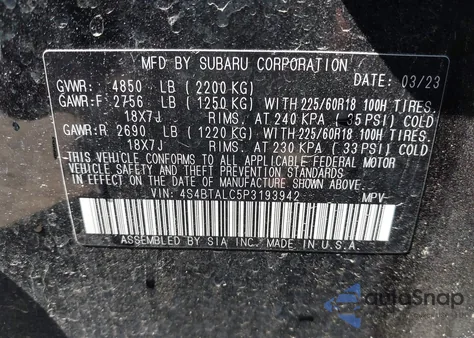 MFD BY SUBARU CORPORATION
DATE: 03/23
GVWR: 4850 LB (2200 KG)
GAWR:F 2756 LB (1250 KG) WITH 225/60R18 100H TIRES.
18X7J RIMS, AT 240 KPA (35 PSI) COLD
GAWR:R 2690 LB (1220 KG) WITH 225/60R18 100H TIRES.
18X7J RIMS, AT 230 KPA (33 PSI) COLD
THIS VEHICLE CONFORMS TO ALL APPLICABLE FEDERAL MOTOR
VEHICLE SAFETY AND THEFT PREVENTION STANDARDS
IN EFFECT ON THE DATE OF MANUFACTURE SHOWN ABOVE.
VIN: 4S4BTALC5P3193942 MPV
ASSEMBLED BY SIA INC. MADE IN U.S.A.
autoSnap